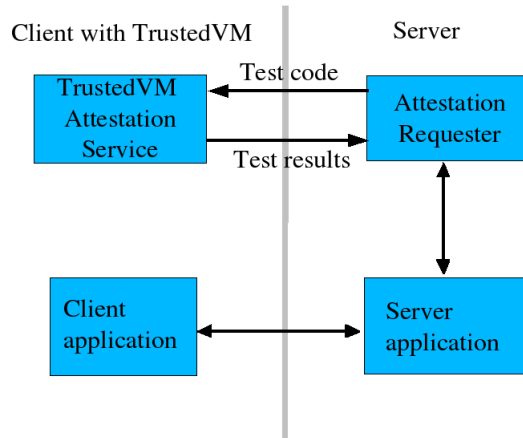 Client with TrustedVM
Server
TrustedVM
Attestation
Service
Test code
Test results
Attestation
Requester
Client
application
Server
application